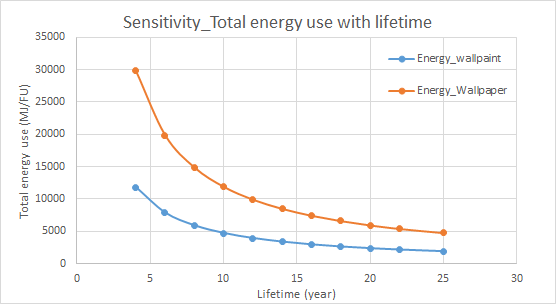 Sensitivity_Total energy use with lifetime
35000
30000
25000
20000
15000
10000
5000
0
Total energy use (MJ/FU)
Energy_wallpaint
Energy_Wallpaper
0 5 10 15 20 25 30
Lifetime (year)